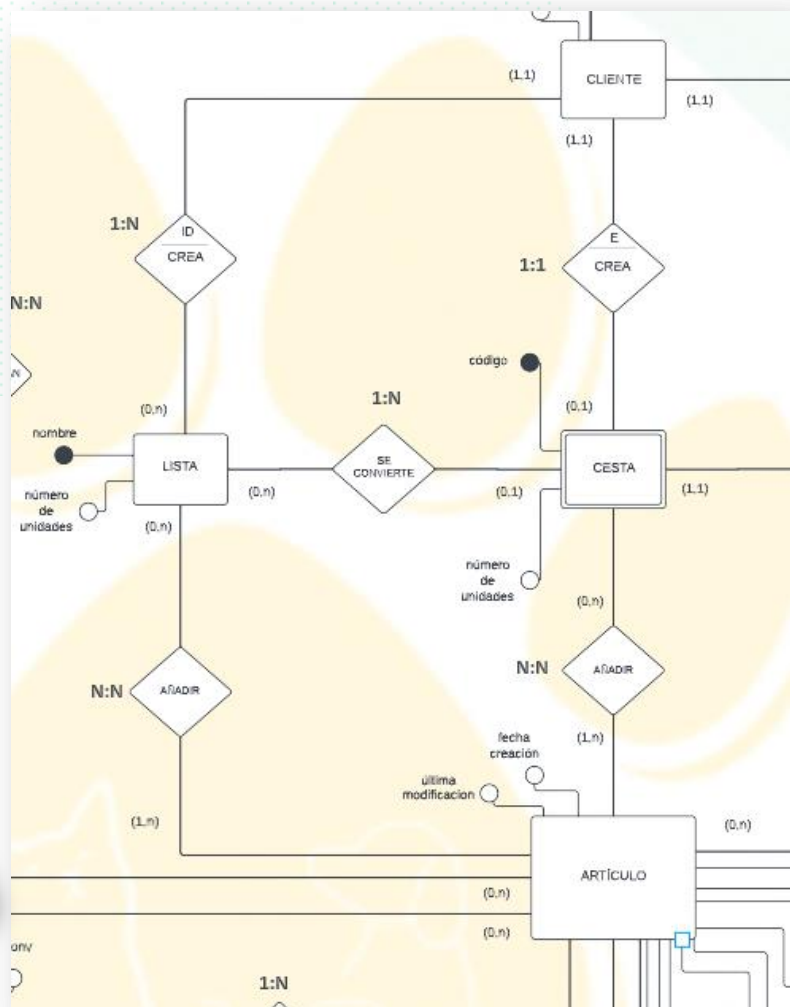 (1,1)
CLIENTE
(1,1)
(1,1)
1:N
ID
CREA
E
CREA
1:1
N:N
N
código
1:N
(0,n)
(0,1)
nombre
LISTA
SE
CONVIERTE
CESTA
(0,n)
(0,1)
(1,1)
número
de
unidades
(0,n)
número
de
unidades
(0,n)
N:N
AÑADIR
N:N
AÑADIR
(1,n)
fecha
creación
última
modificacion
(1,n)
(0,n)
ARTÍCULO
(0,n)
(0,n)
onv
1:N